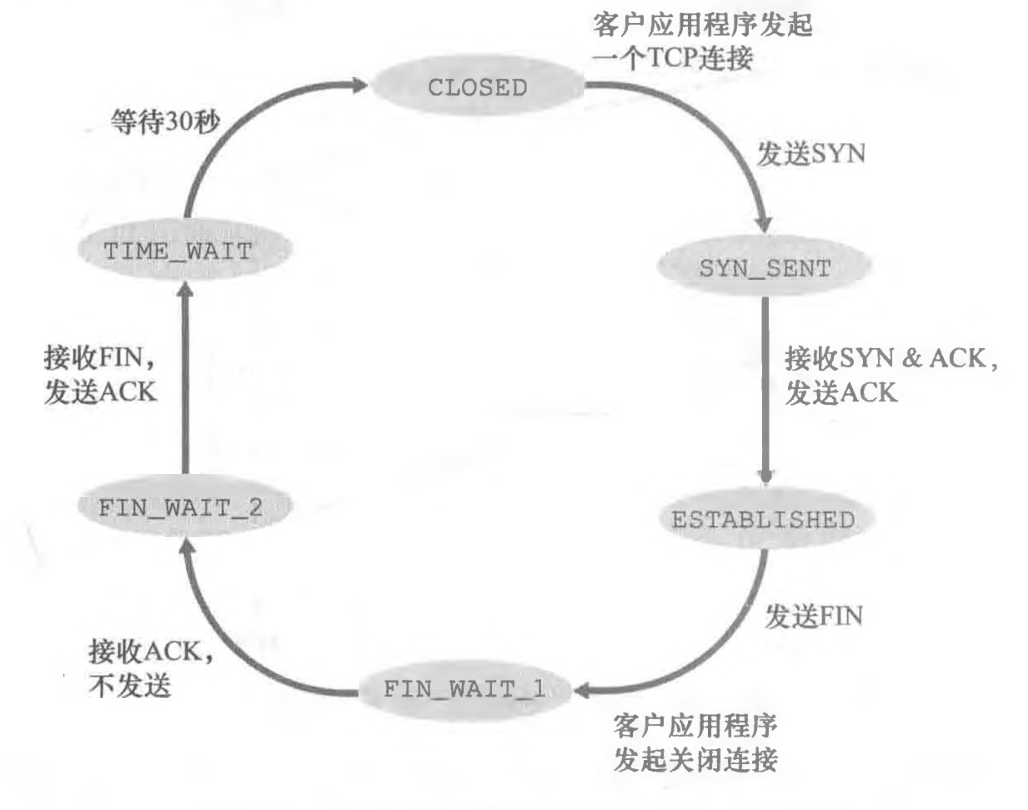 客户应用程序发起
一个TCP连接
CLOSED
等待30秒
发送SYN
TIME_WAIT
SYN_SENT
接收FIN，
发送ACK
接收SYN & ACK，
发送ACK
FIN_WAIT_2
ESTABLISHED
发送FIN
接收ACK，
不发送
FIN_WAIT_1
客户应用程序
发起关闭连接